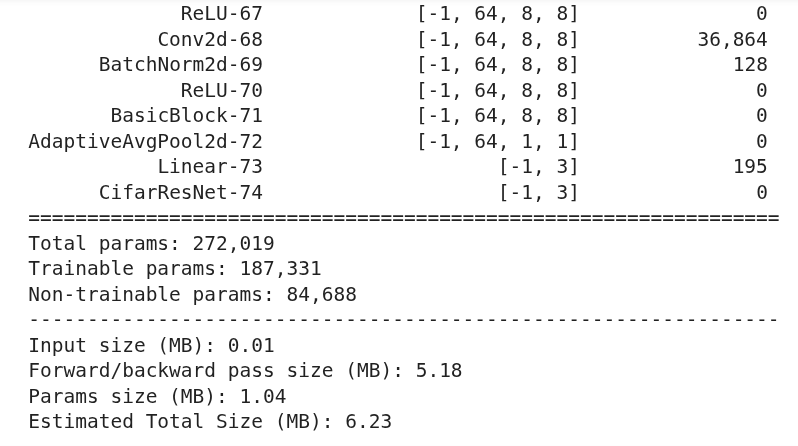 ReLU-67 [-1, 64, 8, 8] 0
Conv2d-68 [-1, 64, 8, 8] 36,864
BatchNorm2d-69 [-1, 64, 8, 8] 128
ReLU-70 [-1, 64, 8, 8] 0
BasicBlock-71 [-1, 64, 8, 8] 0
AdaptiveAvgPool2d-72 [-1, 64, 1, 1] 0
Linear-73 [-1, 3] 195
CifarResNet-74 [-1, 3] 0
================================================================
Total params: 272,019
Trainable params: 187,331
Non-trainable params: 84,688
----------------------------------------------------------------
Input size (MB): 0.01
Forward/backward pass size (MB): 5.18
Params size (MB): 1.04
Estimated Total Size (MB): 6.23